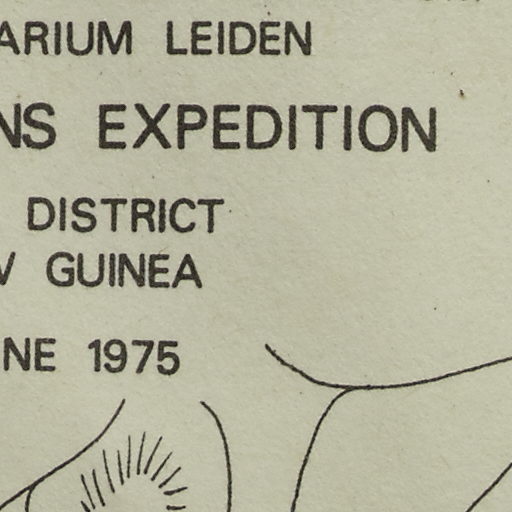 ARIUM LEIDEN
NS EXPEDITION
DISTRICT
GUINEA
NE 1975